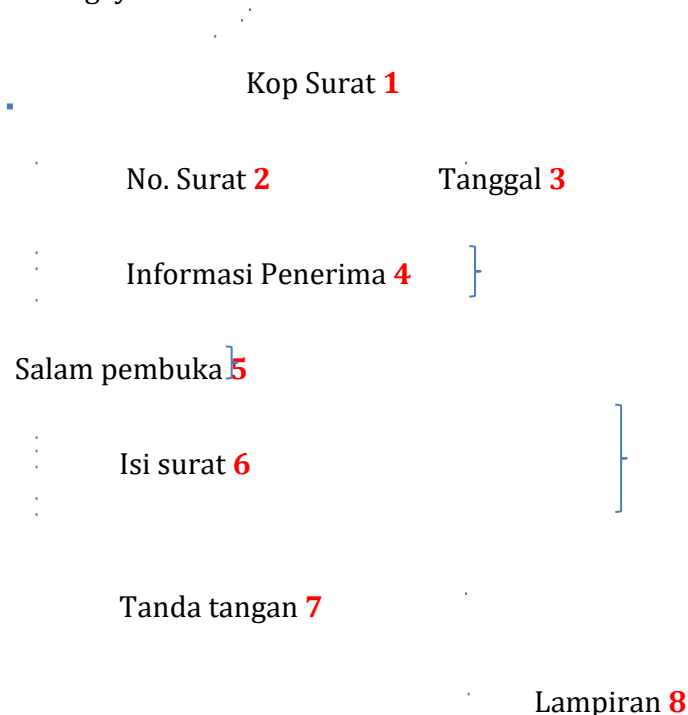 Kop Surat 1
No. Surat 2 Tanggal 3
Informasi Penerima 4
Salam pembuka 5
Isi surat 6
Tanda tangan 7
Lampiran 8